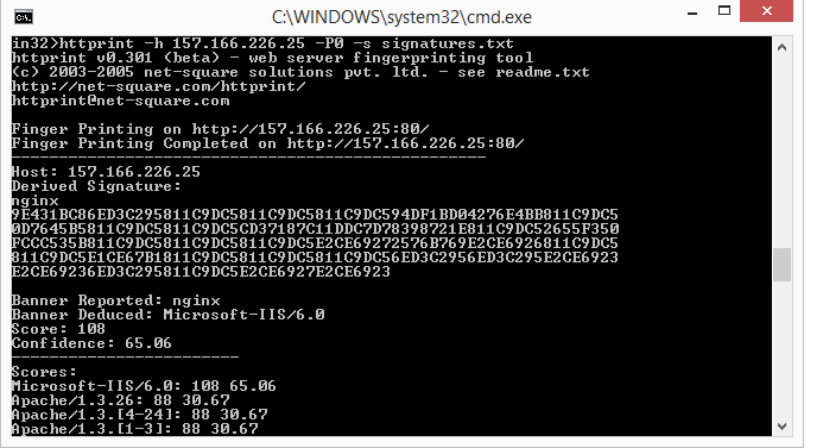 C:\WINDOWS\system32\cmd.exe
in32>httprint -h 157.166.226.25 -P0 -s signatures.txt
httprint v0.301 (beta) - web server fingerprinting tool
(c) 2003-2005 net-square solutions pvt. ltd. - see readme.txt
http://net-square.com/httprint/
httprint@net-square.com
Finger Printing on http://157.166.226.25:80/
Finger Printing Completed on http://157.166.226.25:80/
--------------------------------------------------
Host: 157.166.226.25
Derived Signature:
nginx
9E431BC86ED3C295811C9DC5811C9DC5811C9DC594DF1BD04276E4BB811C9DC5
0D7645B5811C9DC5811C9DC5CD37187C11DDC7D78398721E811C9DC52655F350
FCCC535B811C9DC5811C9DC5811C9DC5E2CE69272576B769E2CE6926811C9DC5
811C9DC5E1CE67B1811C9DC5811C9DC5811C9DC56ED3C2956ED3C295E2CE6923
E2CE69236ED3C295811C9DC5E2CE6927E2CE6923
Banner Reported: nginx
Banner Deduced: Microsoft-IIS/6.0
Score: 108
Confidence: 65.06
------------------------
Scores:
Microsoft-IIS/6.0: 108 65.06
Apache/1.3.26: 88 30.67
Apache/1.3.[4-24]: 88 30.67
Apache/1.3.[1-3]: 88 30.67